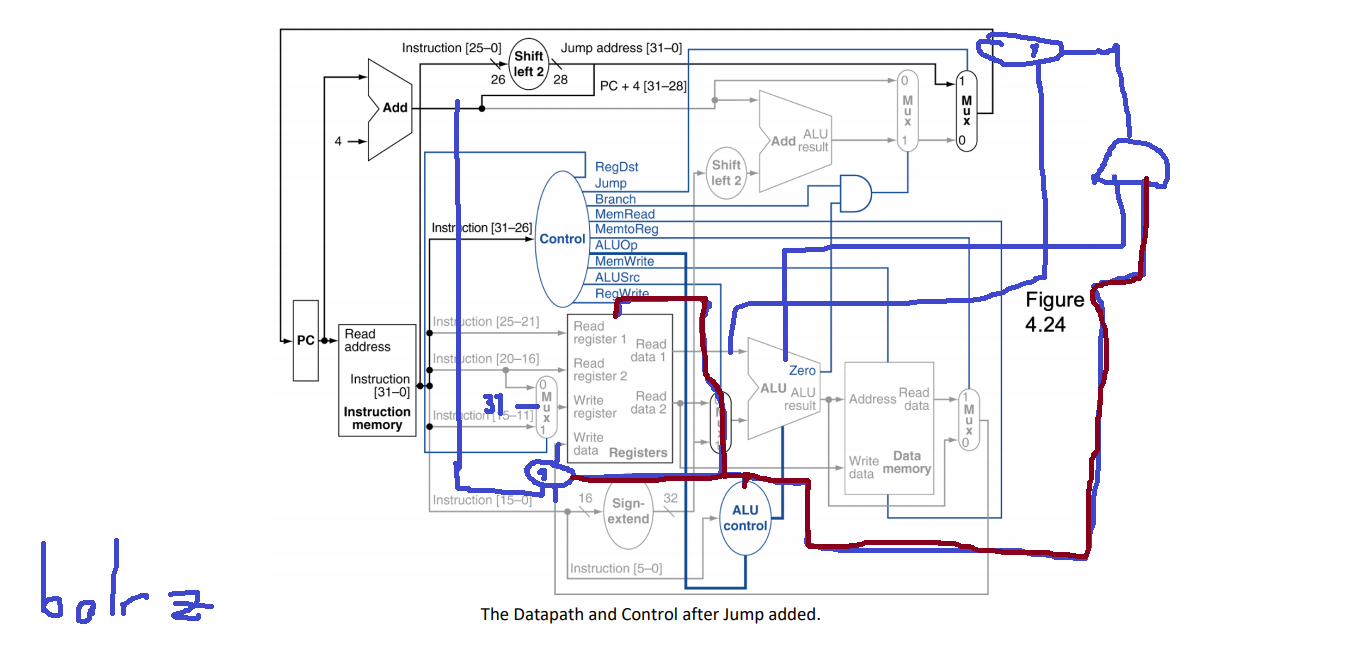 Instruction [25–0]
Shift
left 2
Jump address [31–0]
26
28
PC + 4 [31–28]
Add
4
0
M
u
x
1
1
M
u
x
0
Add
ALU
result
Shift
left 2
RegDst
Jump
Branch
MemRead
MemtoReg
ALUOp
MemWrite
ALUSrc
RegWrite
Instruction [31–26]
Control
Figure
4.24
PC
Read
address
Instruction
[31–0]
Instruction
memory
Instruction [25–21]
Instruction [20–16]
Instruction [15–11]
31
0
M
u
x
1
Read
register 1
Read
register 2
Write
register
Write
data
Read
data 1
Read
data 2
Registers
Zero
ALU
ALU
result
Address
Read
data
Write
data
Data
memory
1
M
u
x
0
Instruction [15–0]
16
Sign-
extend
32
ALU
control
Instruction [5–0]
balrz
The Datapath and Control after Jump added.